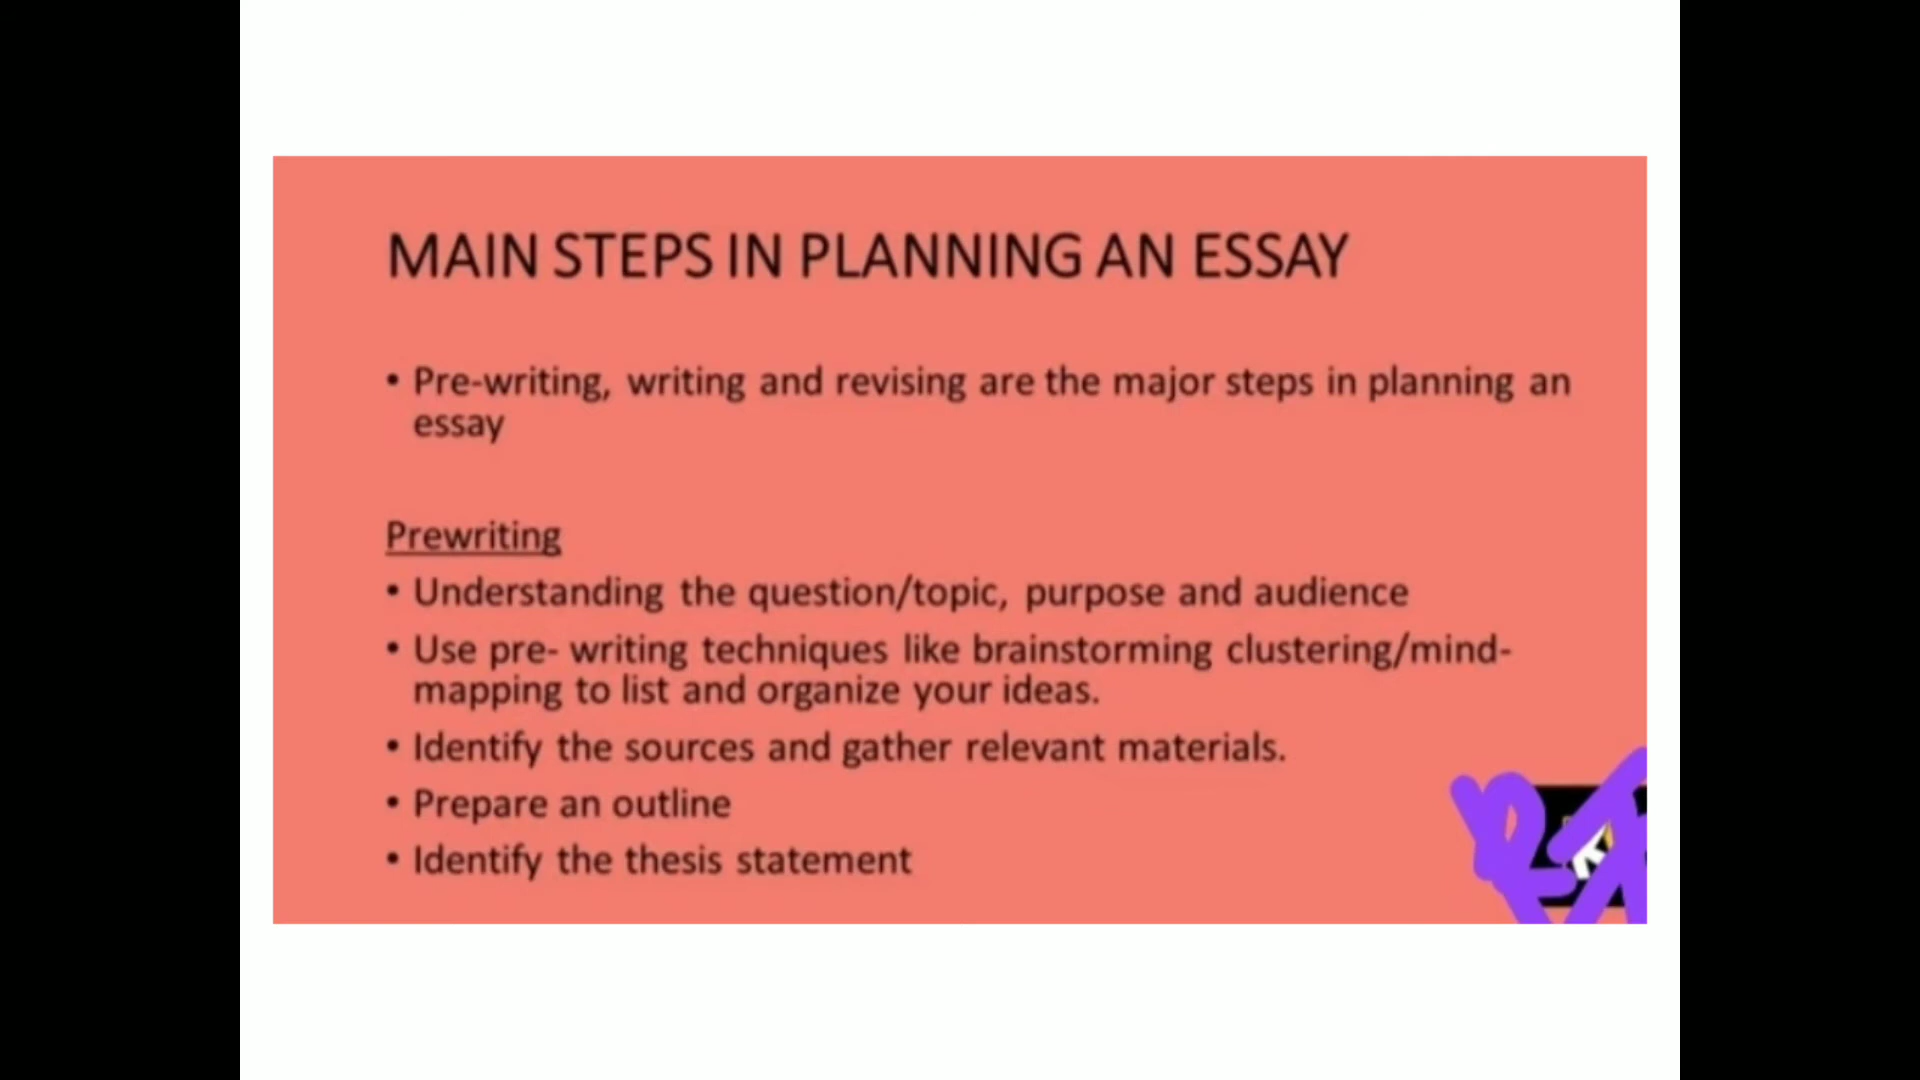 MAIN STEPS IN PLANNING AN ESSAY
• Pre-writing, writing and revising are the major steps in planning an
essay
Prewriting
• Understanding the question/topic, purpose and audience
• Use pre- writing techniques like brainstorming clustering/mind-
mapping to list and organize your ideas.
• Identify the sources and gather relevant materials.
• Prepare an outline
• Identify the thesis statement